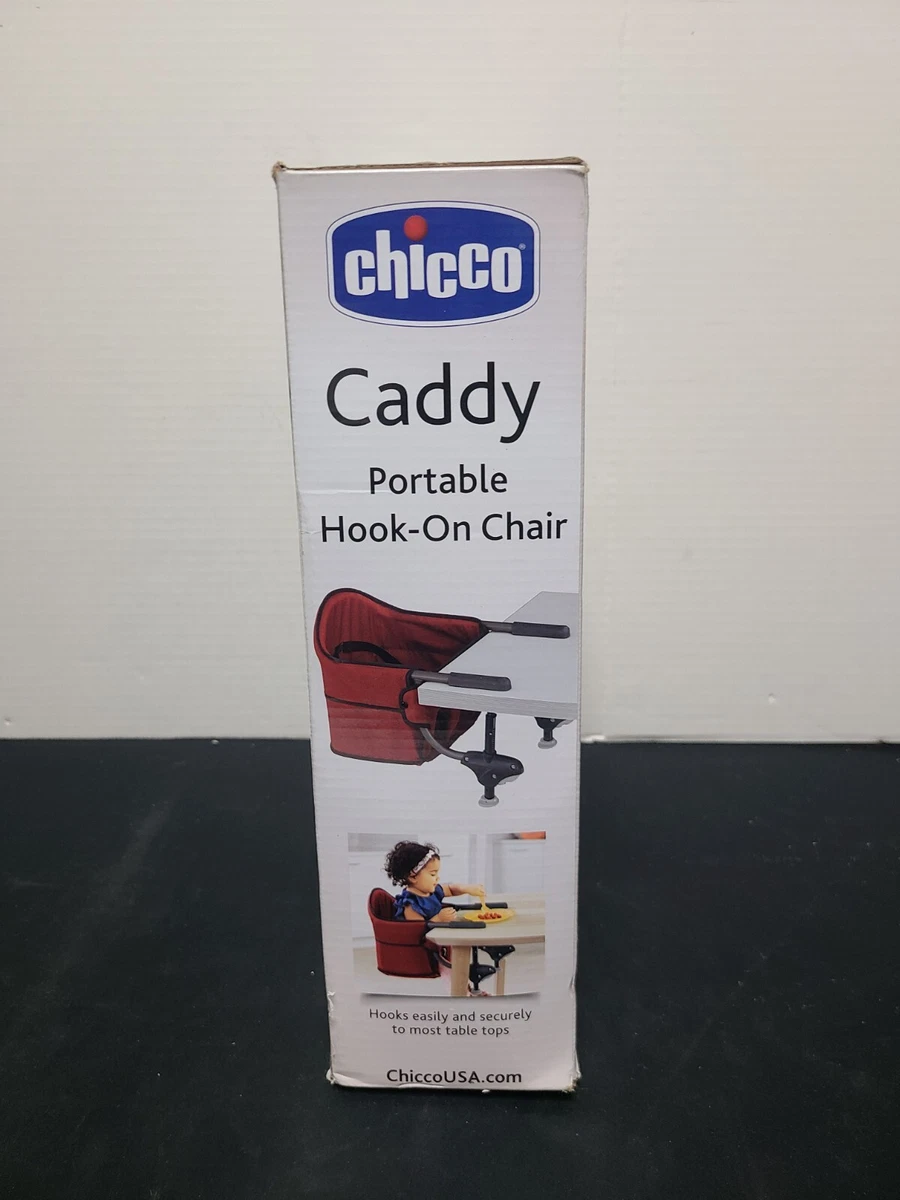 chicco
Caddy
Portable
Hook-On Chair
Hooks easily and securely
to most table tops
ChiccoUSA.com